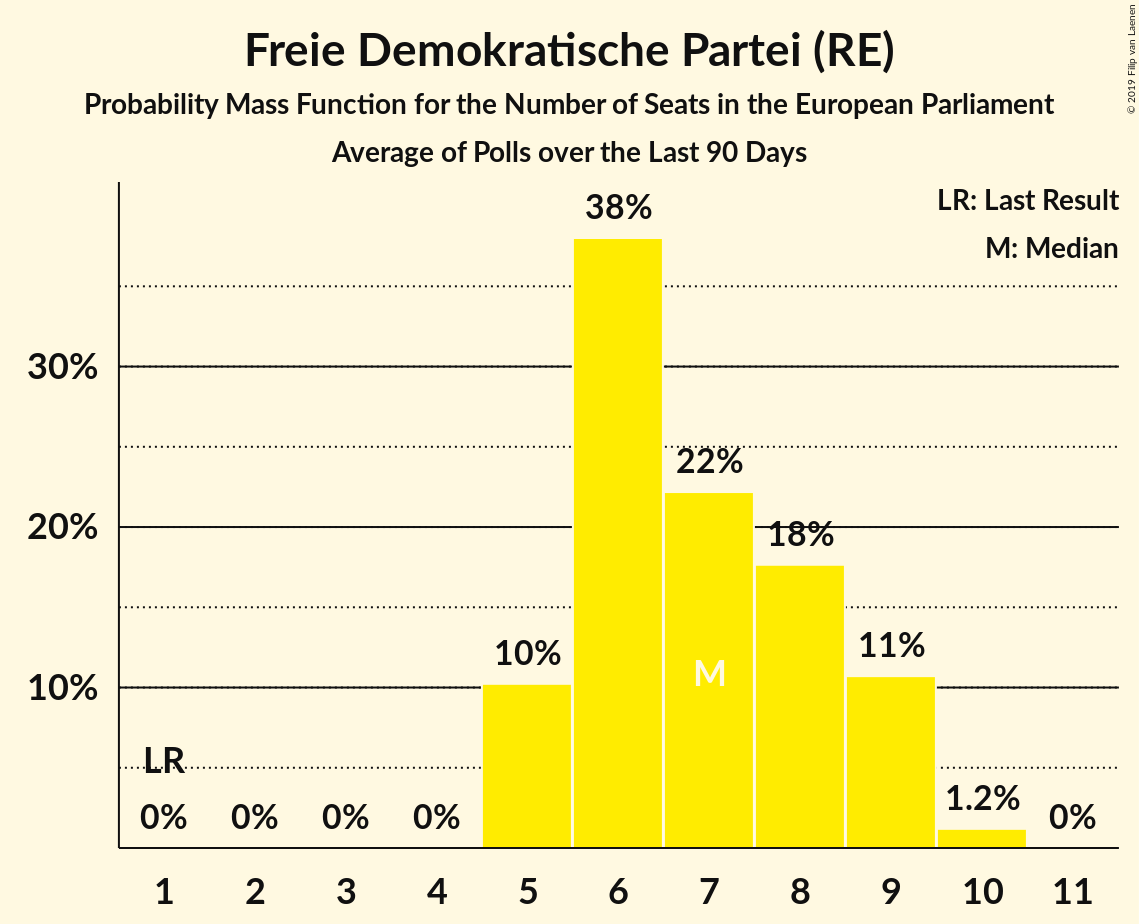 Freie Demokratische Partei (RE)
Probability Mass Function for the Number of Seats in the European Parliament
Average of Polls over the Last 90 Days
© 2019 Filip van Laenen
LR: Last Result
M: Median
38%
30%
22%
20%
18%
11%
10%
M
10%
LR
1.2%
0%
0%
0%
0%
0%
1 2 3 4 5 6 7 8 9 10 11